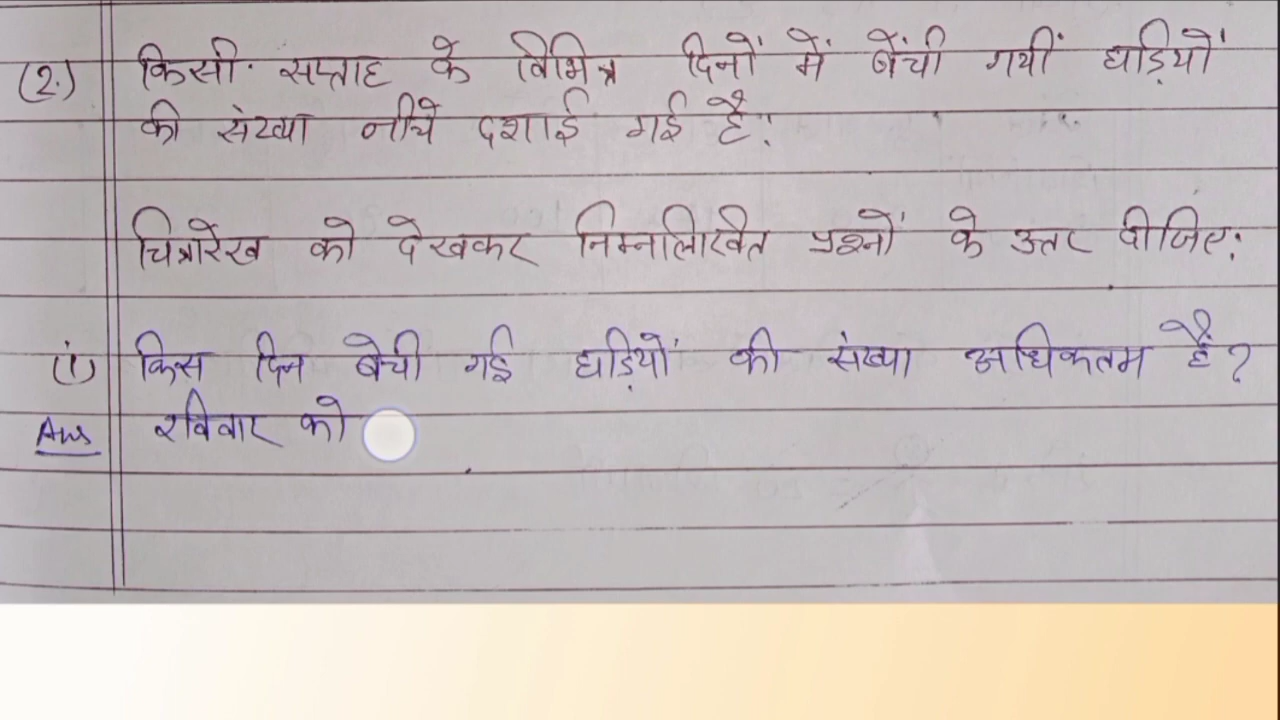 (2.) किसी सप्ताह के विभिन्न दिनों में बेंची गयीं घड़ियों
की संख्या नीचे दर्शाई गई है:
चित्रारेख को देखकर निम्नलिखित प्रश्नों के उत्तर दीजिए:
(i) किस दिन बेची गई घड़ियों की संख्या अधिकतम है?
Ans रविवार को